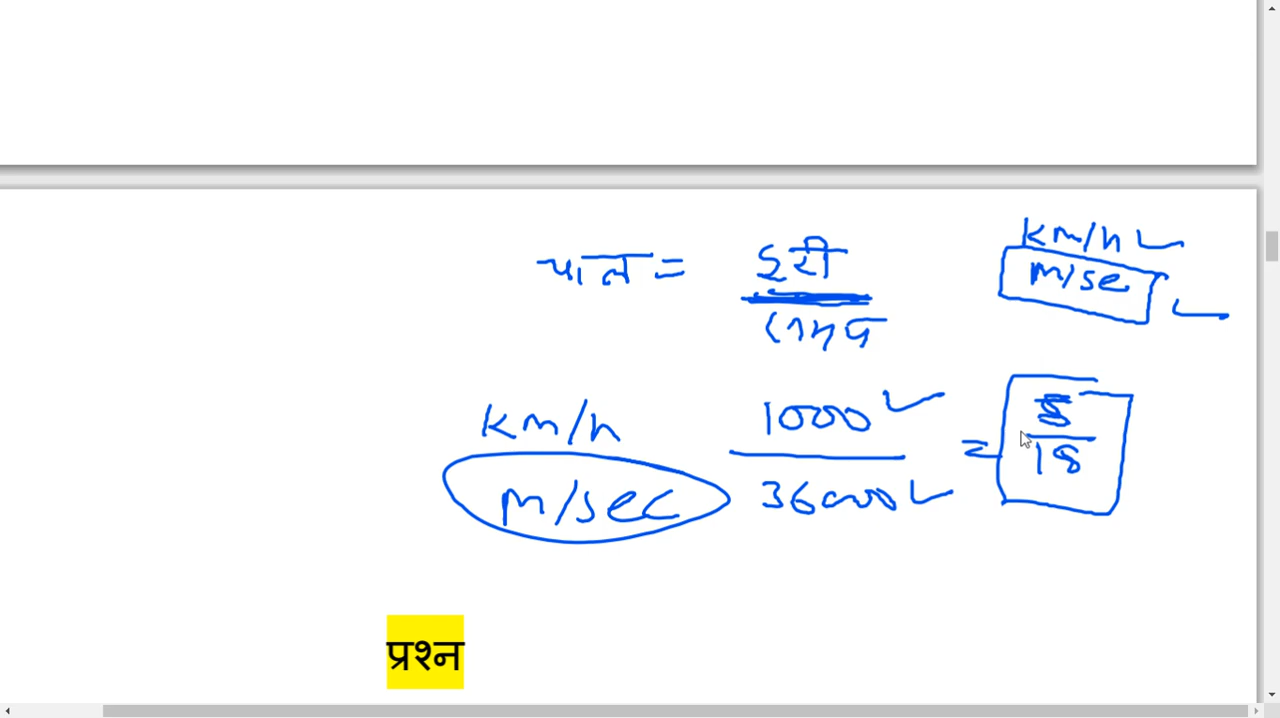 चाल = दूरी
समय
km/h
m/sec
km/h
m/sec
1000
36000
= 5
18
प्रश्न